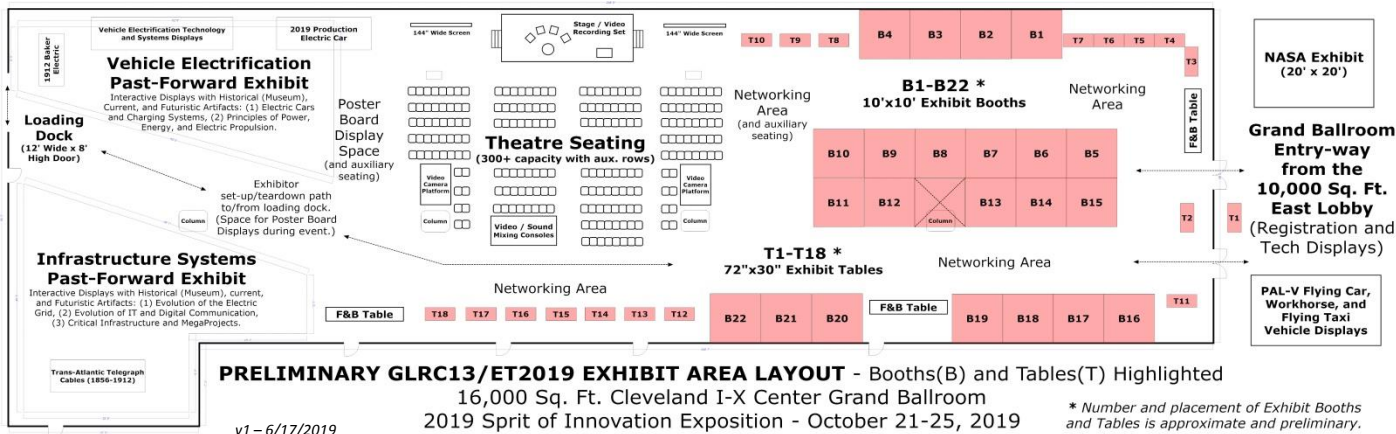 Vehicle Electrification Technology
and Systems Displays
2019 Production
Electric Car
1912 Baker
Electric
Vehicle Electrification
Past-Forward Exhibit
Interactive Displays with Historical (Museum),
Current, and Futuristic Artifacts: (1) Electric Cars
and Charging Systems, (2) Principles of Power,
Energy, and Electric Propulsion.
Loading
Dock
(12' Wide x 8'
High Door)
Poster
Board
Display
Space
(and auxiliary
seating)
Exhibitor
set-up/teardown path
to/from loading dock.
(Space for Poster Board
Displays during event.)
Column
Infrastructure Systems
Past-Forward Exhibit
Interactive Displays with Historical (Museum), current,
and Futuristic Artifacts: (1) Evolution of the Electric
Grid, (2) Evolution of IT and Digital Communication,
(3) Critical Infrastructure and MegaProjects.
Trans-Atlantic Telegraph
Cables (1856-1912)
144" Wide Screen
Stage / Video
Recording Set
144" Wide Screen
Theatre Seating
(300+ capacity with aux. rows)
Video
Camera
Platform
Column
Video / Sound
Mixing Consoles
Video
Camera
Platform
Column
T10 T9 T8
B4 B3 B2 B1
T7 T6 T5 T4
T3
Networking
Area
(and auxiliary
seating)
B1-B22 *
10'x10' Exhibit Booths
Networking
Area
F&B Table
B10 B9 B8 B7 B6 B5
B11 B12 Column B13 B14 B15
T2 T1
T1-T18 *
72"x30" Exhibit Tables
Networking Area
Networking Area
F&B Table
T18 T17 T16 T15 T14 T13 T12
B22 B21 B20
F&B Table
B19 B18 B17 B16
T11
NASA Exhibit
(20' x 20')
Grand Ballroom
Entry-way
from the
10,000 Sq. Ft.
East Lobby
(Registration and
Tech Displays)
PAL-V Flying Car,
Workhorse, and
Flying Taxi
Vehicle Displays
PRELIMINARY GLRC13/ET2019 EXHIBIT AREA LAYOUT - Booths(B) and Tables(T) Highlighted
16,000 Sq. Ft. Cleveland I-X Center Grand Ballroom
2019 Sprit of Innovation Exposition - October 21-25, 2019
v1 – 6/17/2019
* Number and placement of Exhibit Booths
and Tables is approximate and preliminary.